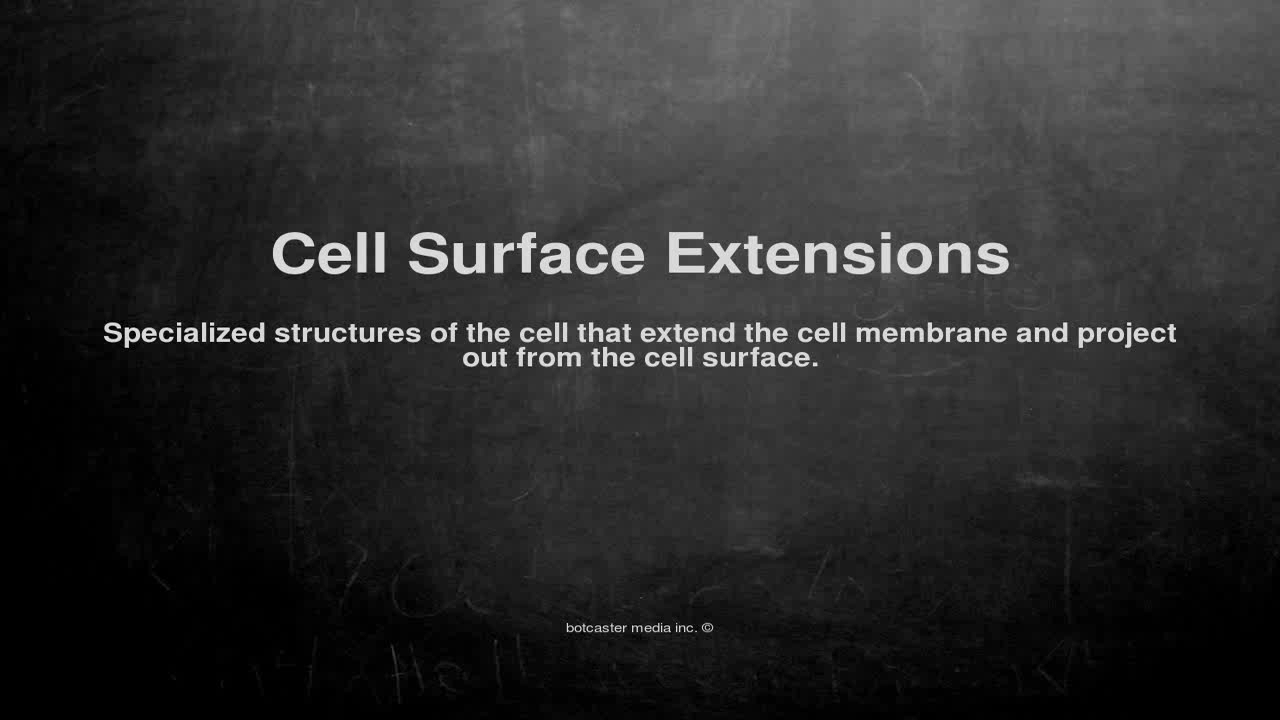 Cell Surface Extensions
Specialized structures of the cell that extend the cell membrane and project
out from the cell surface.
botcaster media inc. ©